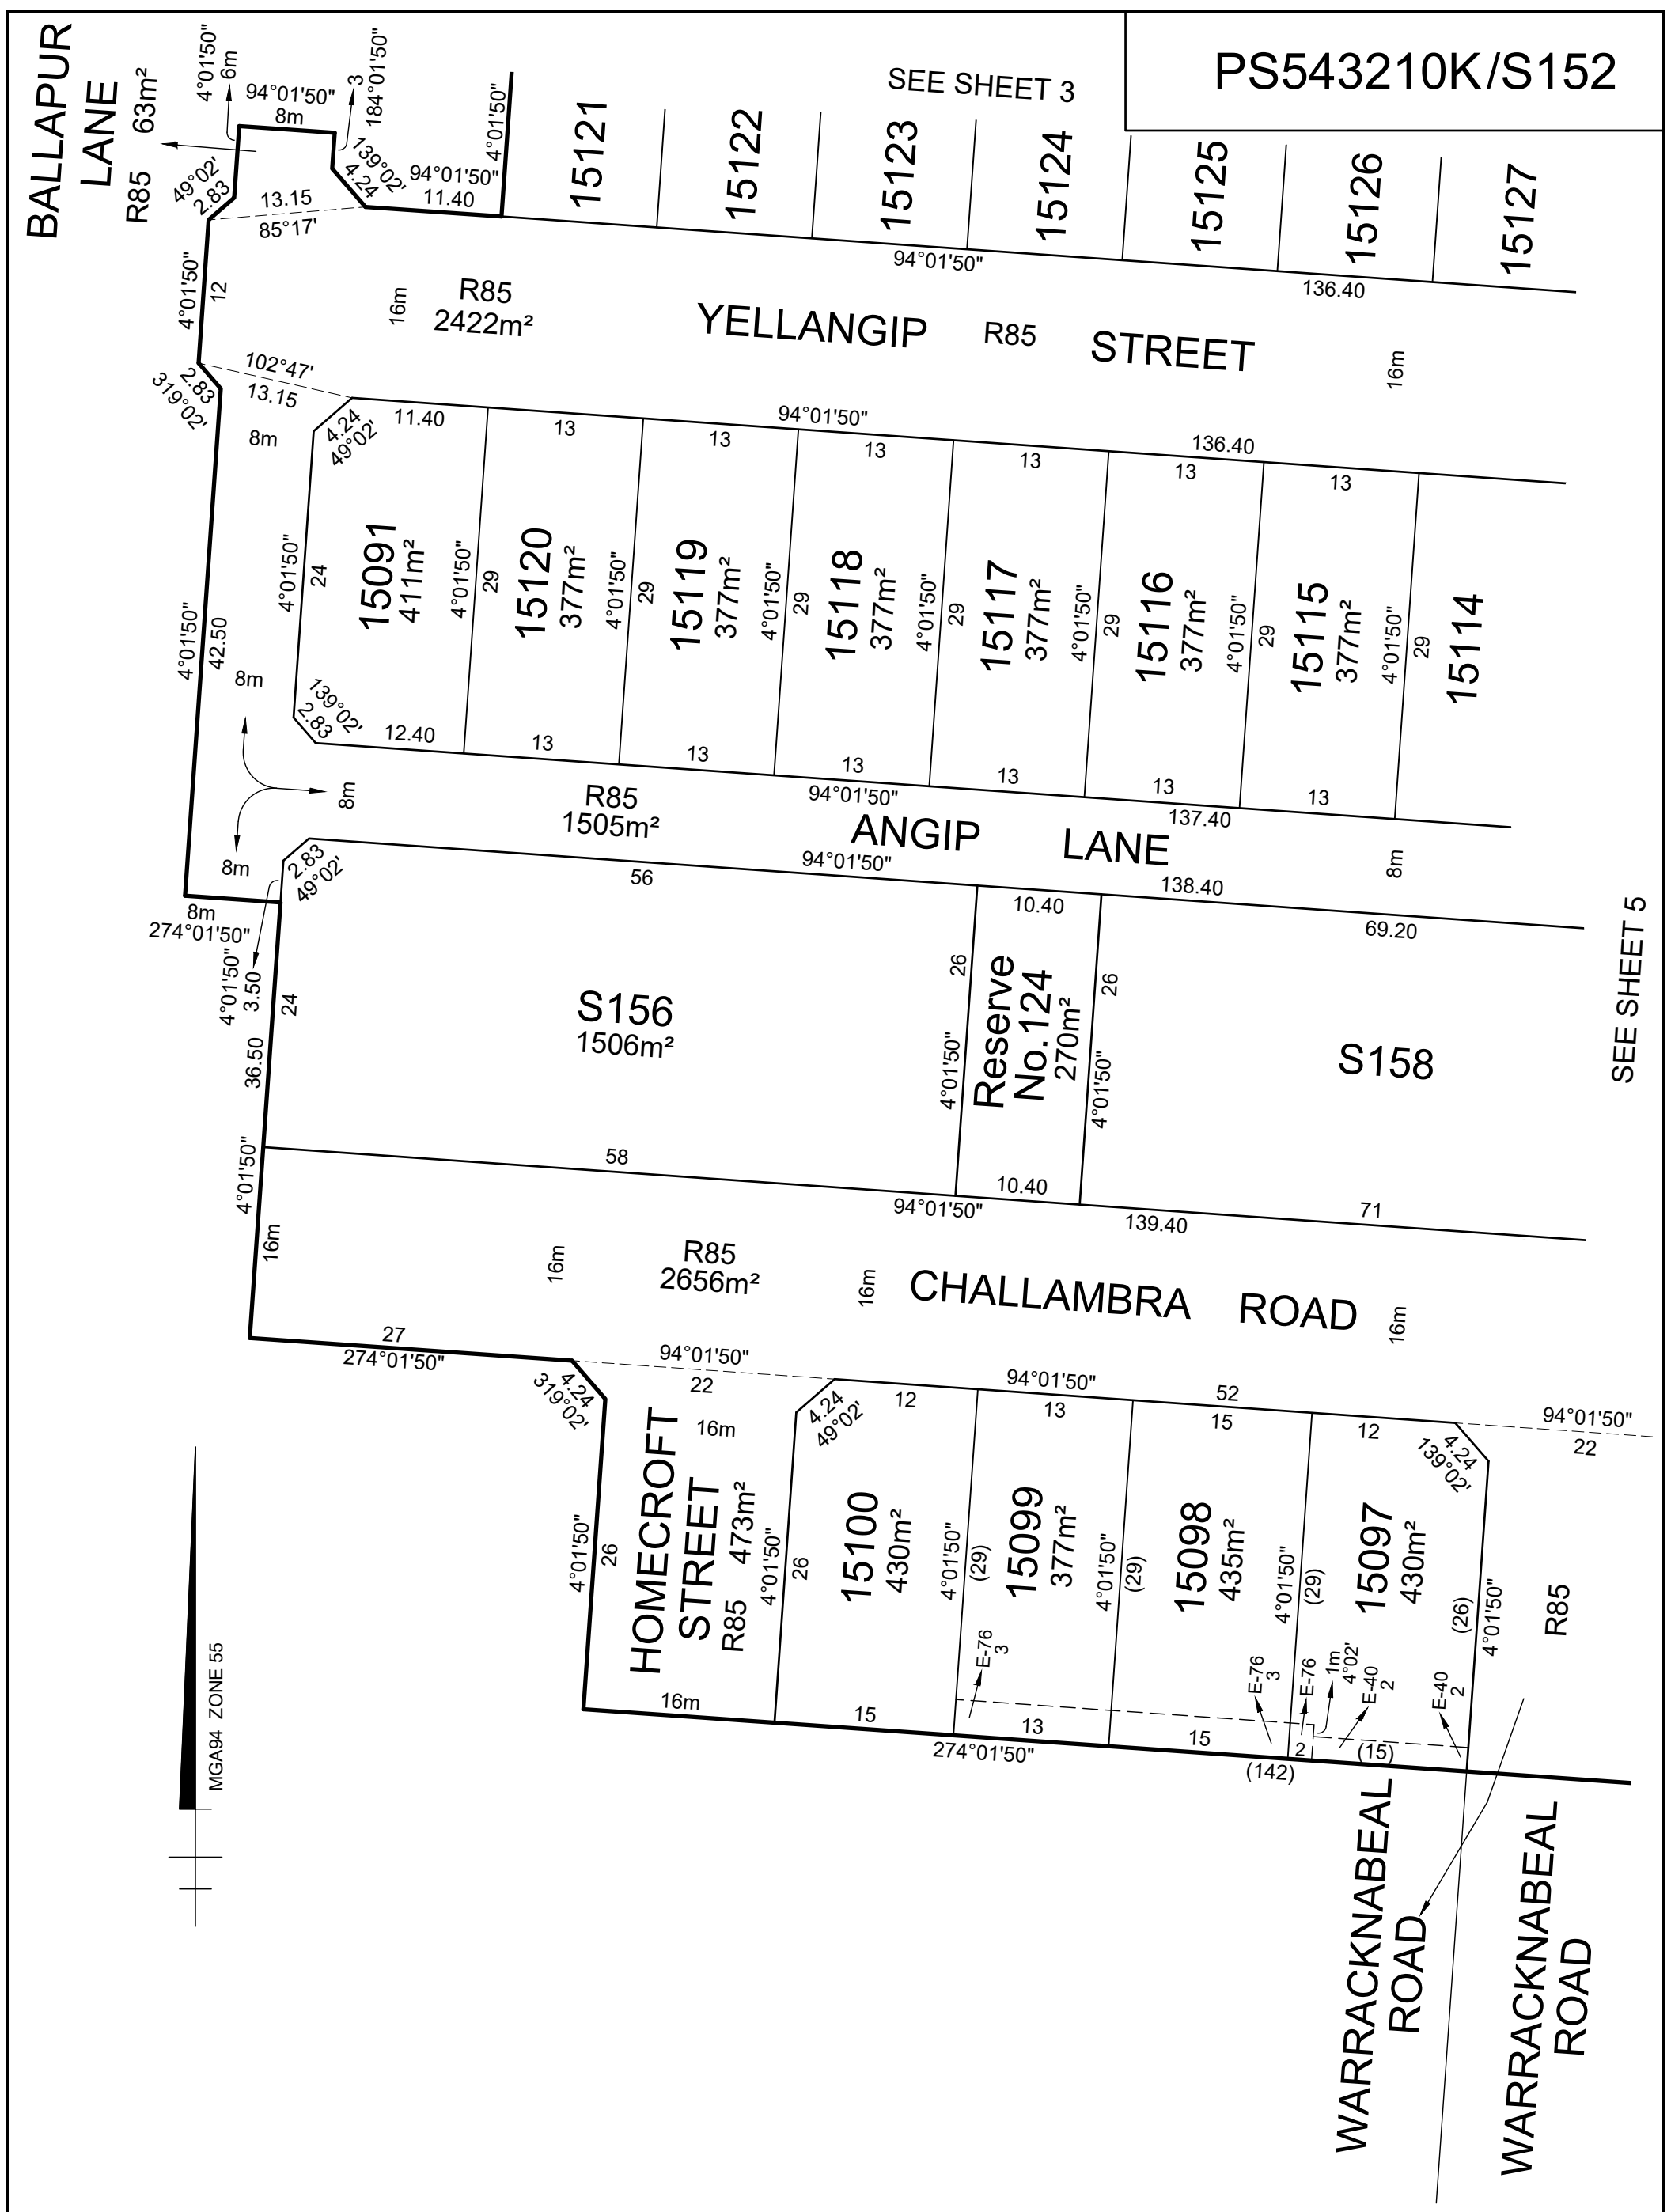 PS543210K/S152
SEE SHEET 3
BALLAPUR
LANE
R85 63m²
4°01'50"
6m
94°01'50"
8m
3
184°01'50"
49°02'
2.83
13.15
85°17'
139°02'
4.24
94°01'50"
11.40
4°01'50"
15121
15122
15123
15124
15125
15126
15127
94°01'50"
136.40
4°01'50"
12
16m
R85
2422m²
YELLANGIP R85 STREET
16m
102°47'
13.15
2.83
319°02'
8m
4.24
49°02'
11.40
13
13
94°01'50"
13
13
136.40
13
13
4°01'50"
24
15091
411m²
4°01'50"
29
15120
377m²
4°01'50"
29
15119
377m²
4°01'50"
29
15118
377m²
4°01'50"
29
15117
377m²
4°01'50"
29
15116
377m²
4°01'50"
29
15115
377m²
4°01'50"
29
15114
4°01'50"
42.50
8m
139°02'
2.83
12.40
13
13
13
13
13
13
94°01'50"
137.40
8m
R85
1505m²
ANGIP LANE
8m
8m
2.83
49°02'
94°01'50"
56
138.40
10.40
69.20
8m
274°01'50"
4°01'50"
3.50
24
36.50
S156
1506m²
26
4°01'50"
Reserve
No.124
270m²
26
4°01'50"
S158
SEE SHEET 5
4°01'50"
58
10.40
94°01'50"
139.40
71
16m
16m
R85
2656m²
16m
CHALLAMBRA ROAD
16m
27
274°01'50"
94°01'50"
22
4.24
319°02'
16m
4.24
49°02'
12
94°01'50"
13
52
15
12
4.24
139°02'
94°01'50"
22
4°01'50"
26
HOMECROFT
STREET
R85 473m²
4°01'50"
26
15100
430m²
4°01'50"
(29)
15099
377m²
4°01'50"
(29)
15098
435m²
4°01'50"
(29)
15097
430m²
(26)
4°01'50"
R85
E-76
3
E-76
3
E-76
1m
4°02'
E-40
2
E-40
2
16m
15
13
15
2
(15)
274°01'50"
(142)
MGA94 ZONE 55
WARRACKNABEAL
ROAD
WARRACKNABEAL
ROAD